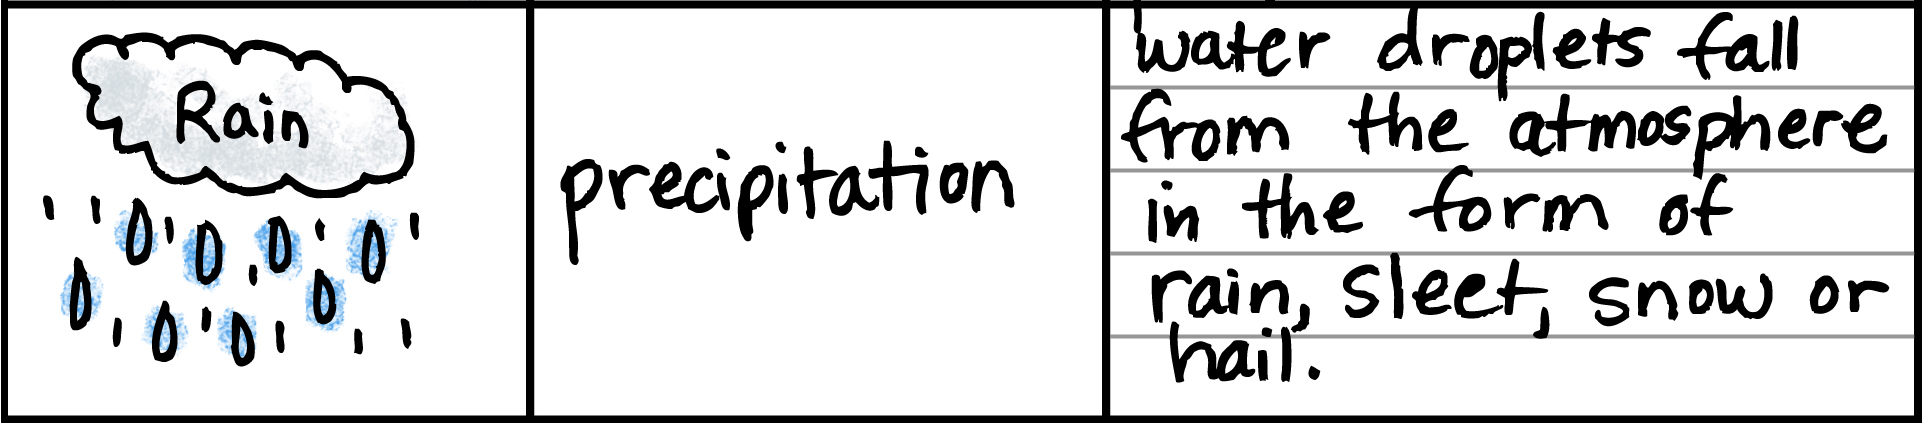 Rain
precipitation
water droplets fall
from the atmosphere
in the form of
rain, sleet, snow or
hail.